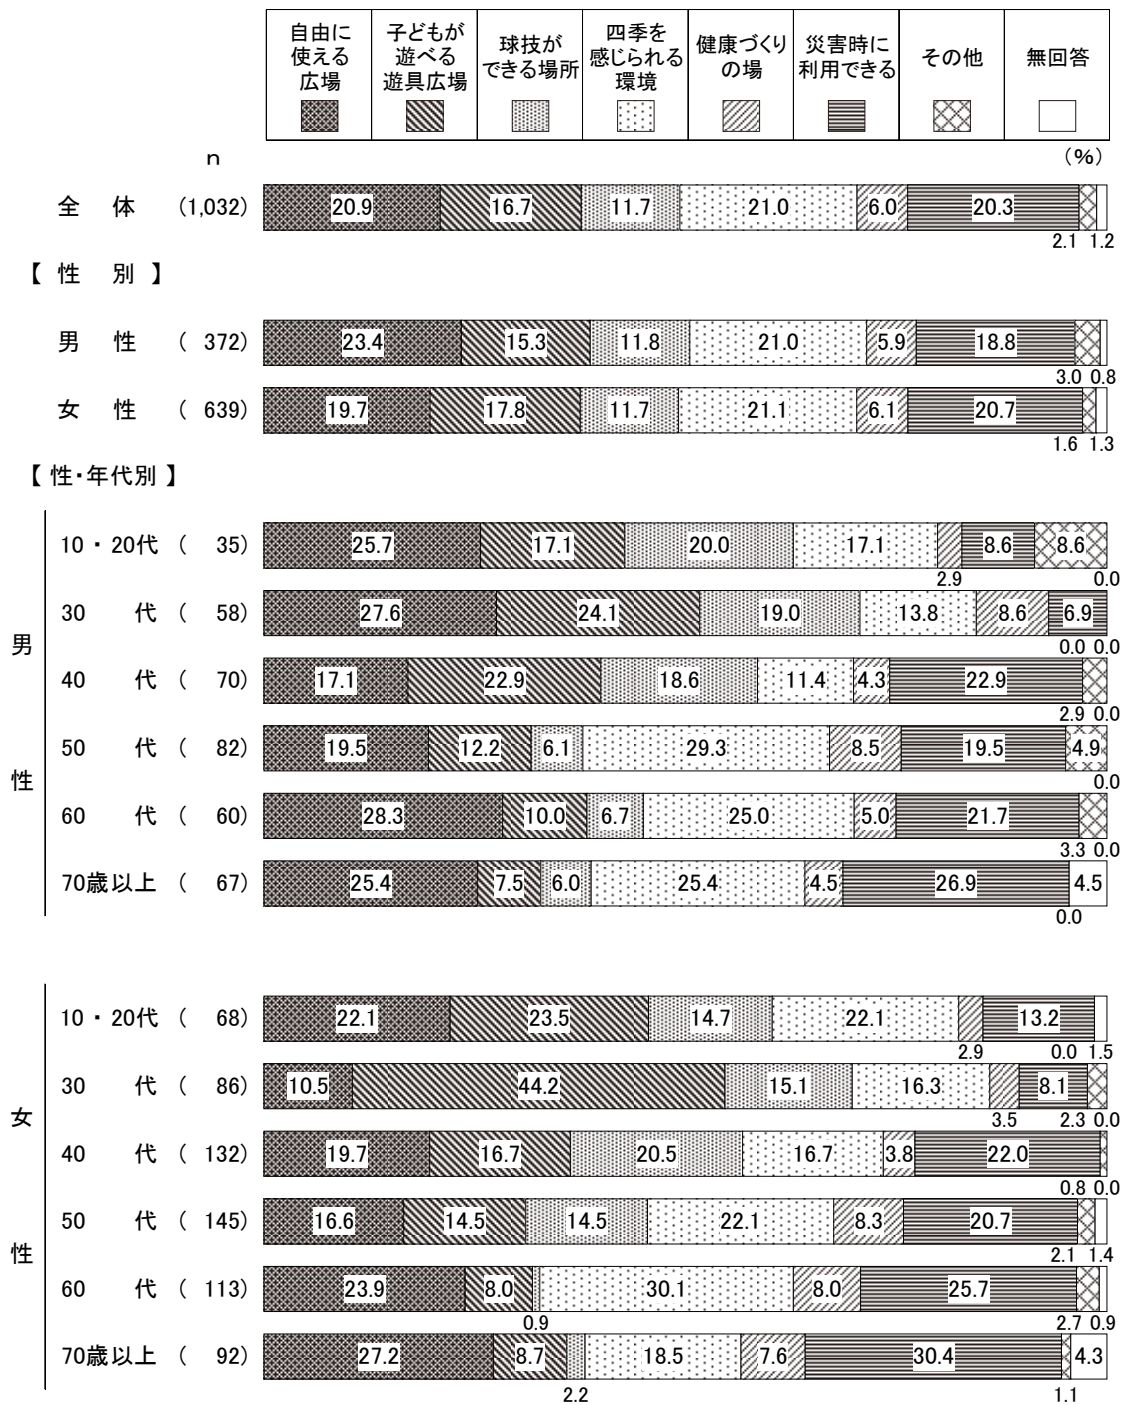 自由に
使える
広場
子どもが
遊べる
遊具広場
球技が
できる場所
四季を
感じられる
環境
健康づくり
の場
災害時に
利用できる
その他
無回答
n
(%)
全 体 (1,032) 20.9 16.7 11.7 21.0 6.0 20.3
2.1 1.2
【 性 別 】
男 性 ( 372) 23.4 15.3 11.8 21.0 5.9 18.8
3.0 0.8
女 性 ( 639) 19.7 17.8 11.7 21.1 6.1 20.7
1.6 1.3
【 性・年代別 】
男
性
10・20代 ( 35) 25.7 17.1 20.0 17.1 8.6 8.6
2.9 0.0
30 代 ( 58) 27.6 24.1 19.0 13.8 8.6 6.9
0.0 0.0
40 代 ( 70) 17.1 22.9 18.6 11.4 4.3 22.9
2.9 0.0
50 代 ( 82) 19.5 12.2 6.1 29.3 8.5 19.5 4.9
0.0
60 代 ( 60) 28.3 10.0 6.7 25.0 5.0 21.7
3.3 0.0
70歳以上 ( 67) 25.4 7.5 6.0 25.4 4.5 26.9 4.5
0.0
女
性
10・20代 ( 68) 22.1 23.5 14.7 22.1 13.2
2.9 0.0 1.5
30 代 ( 86) 10.5 44.2 15.1 16.3 8.1
3.5 2.3 0.0
40 代 ( 132) 19.7 16.7 20.5 16.7 3.8 22.0
0.8 0.0
50 代 ( 145) 16.6 14.5 14.5 22.1 8.3 20.7
2.1 1.4
60 代 ( 113) 23.9 8.0 30.1 8.0 25.7
0.9 2.7 0.9
70歳以上 ( 92) 27.2 8.7 18.5 7.6 30.4 4.3
2.2 1.1